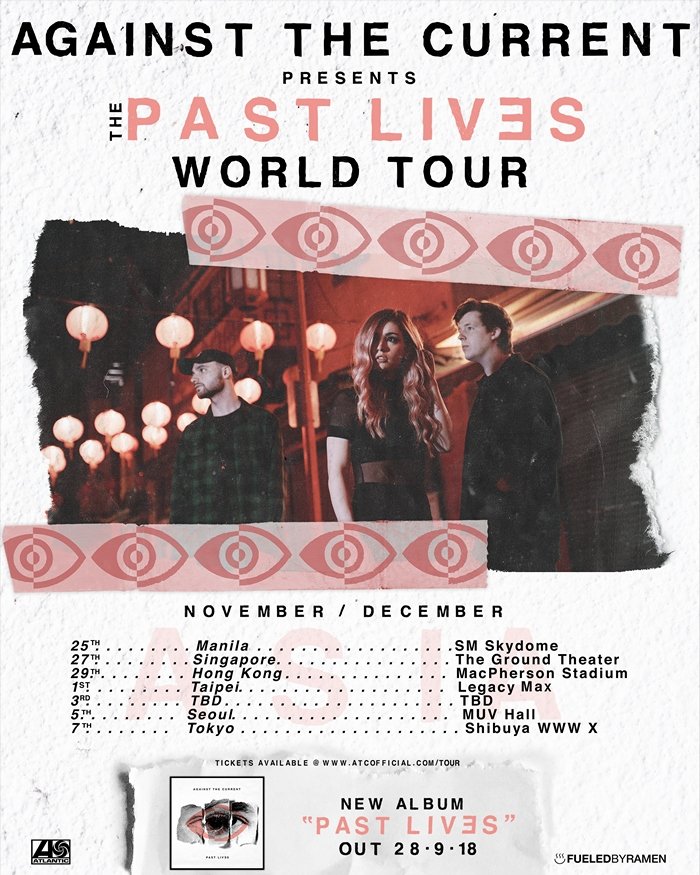 AGAINST THE CURRENT
PRESENTS
THE PAST LIVƎS
WORLD TOUR
NOVEMBER / DECEMBER
ASIA
25TH . . . . . . . . Manila . . . . . . . . . . . . . . . . . . SM Skydome
27TH . . . . . . . . Singapore . . . . . . . . . . . . . . . The Ground Theater
29TH . . . . . . . . Hong Kong . . . . . . . . . . . . . . . MacPherson Stadium
1ST . . . . . . . . Taipei . . . . . . . . . . . . . . . . . . Legacy Max
3RD . . . . . . . . TBD . . . . . . . . . . . . . . . . . . . . TBD
5TH . . . . . . . . Seoul . . . . . . . . . . . . . . . . . . . MUV Hall
7TH . . . . . . . . Tokyo . . . . . . . . . . . . . . . . . . . Shibuya WWW X
TICKETS AVAILABLE @ WWW.ATCOFFICIAL.COM/TOUR
AGAINST THE CURRENT
PAST LIVƎS
NEW ALBUM
“PAST LIVƎS”
OUT 28·9·18
ATLANTIC
FUELEDBYRAMEN